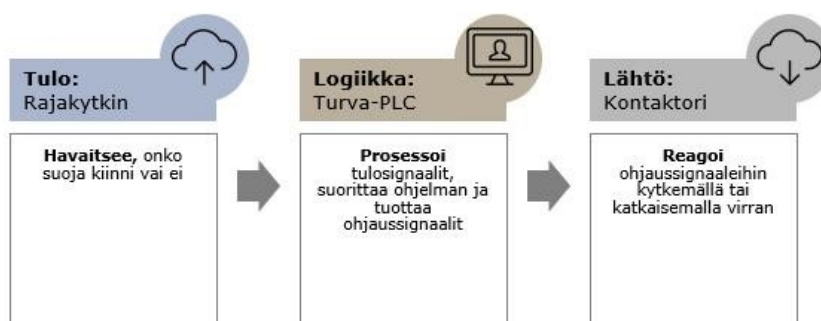 Tulo:
Rajakytkin
Havaitsee, onko
suoja kiinni vai ei
Logiikka:
Turva-PLC
Prosessoi
tulosignaalit,
suorittaa ohjelman ja
tuottaa
ohjaussignaalit
Lähtö:
Kontaktori
Reagoi
ohjaussignaaleihin
kytkemällä tai
katkaisemalla virran